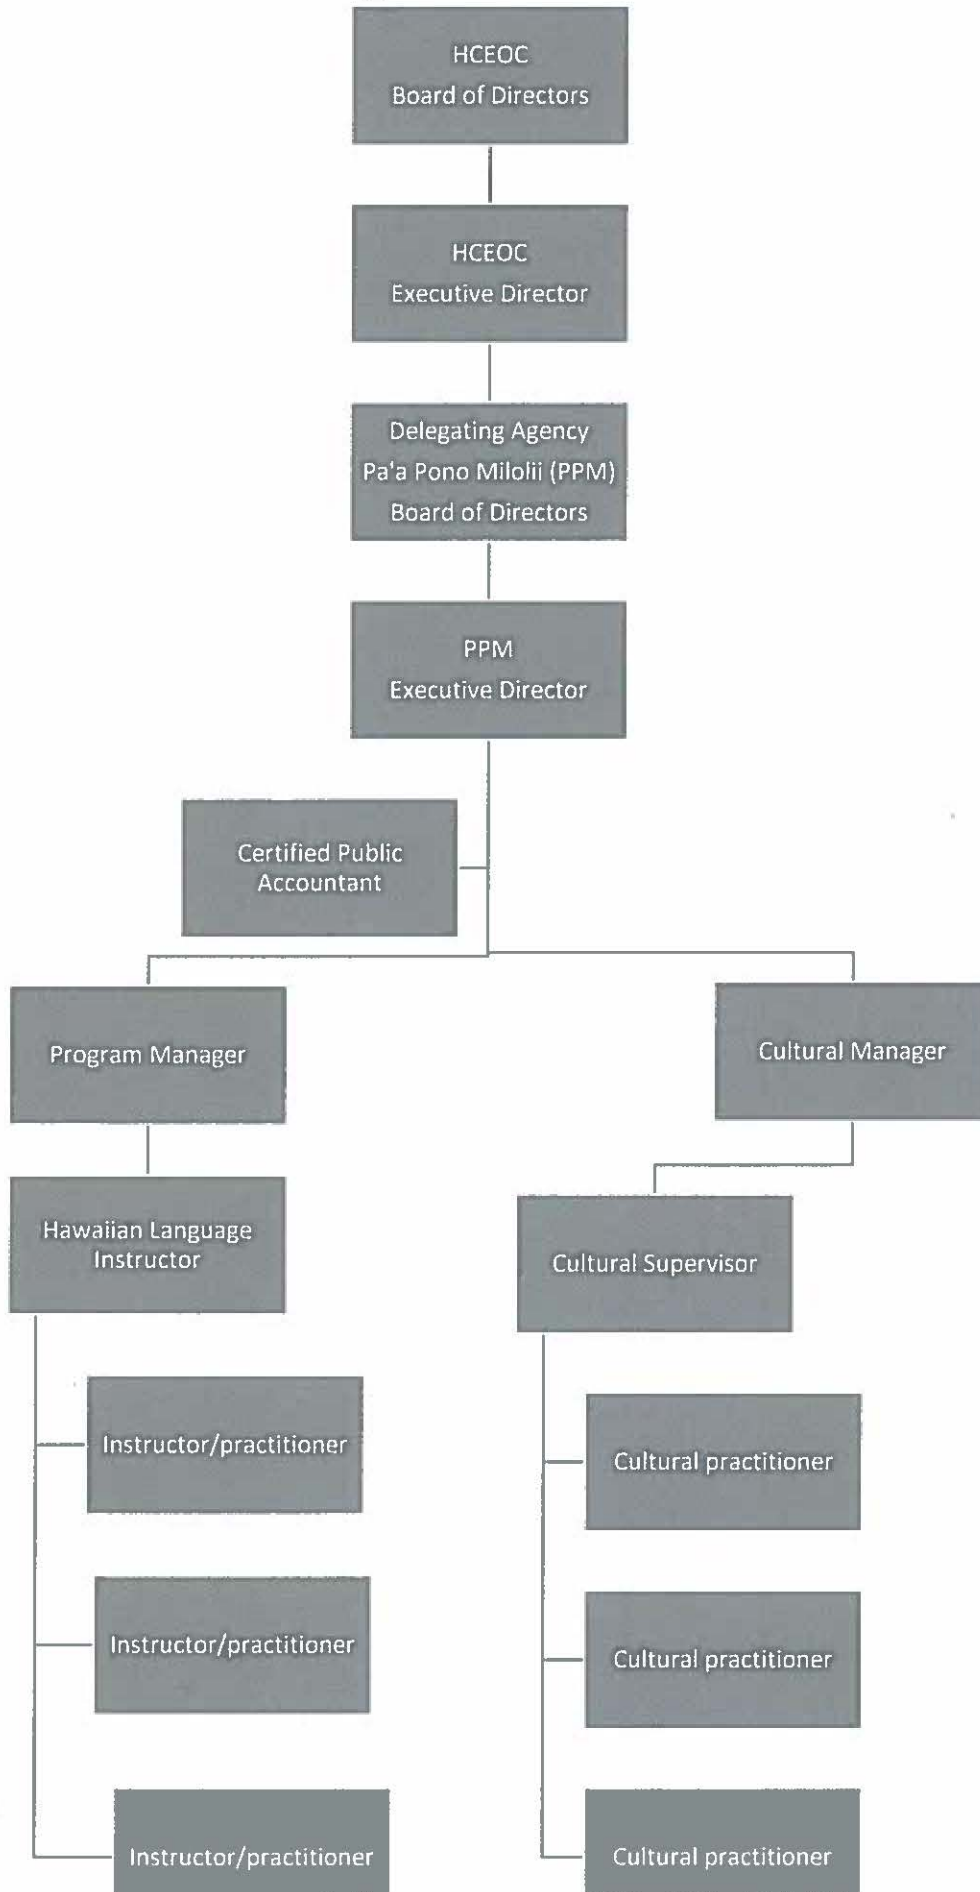 HCEOC
Board of Directors
HCEOC
Executive Director
Delegating Agency
Pa'a Pono Milolii (PPM)
Board of Directors
PPM
Executive Director
Certified Public
Accountant
Program Manager
Cultural Manager
Hawaiian Language
Instructor
Cultural Supervisor
Instructor/practitioner
Cultural practitioner
Instructor/practitioner
Cultural practitioner
Instructor/practitioner
Cultural practitioner